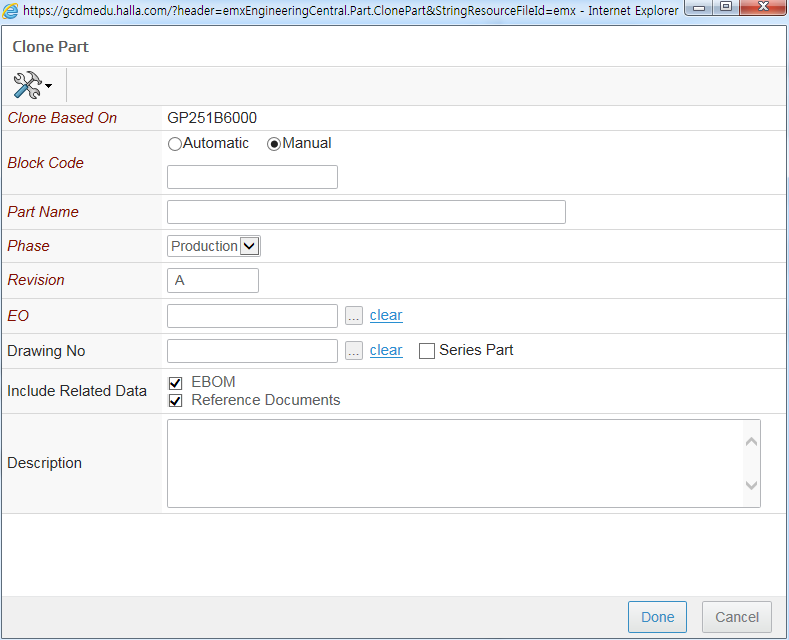 https://gcdmedu.halla.com/?header=emxEngineeringCentral.Part.ClonePart&StringResourceFileId=emx - Internet Explorer
Clone Part
Clone Based On GP251B6000
Block Code Automatic Manual
Part Name
Phase Production
Revision A
EO ... clear
Drawing No ... clear Series Part
Include Related Data EBOM
Reference Documents
Description
Done Cancel